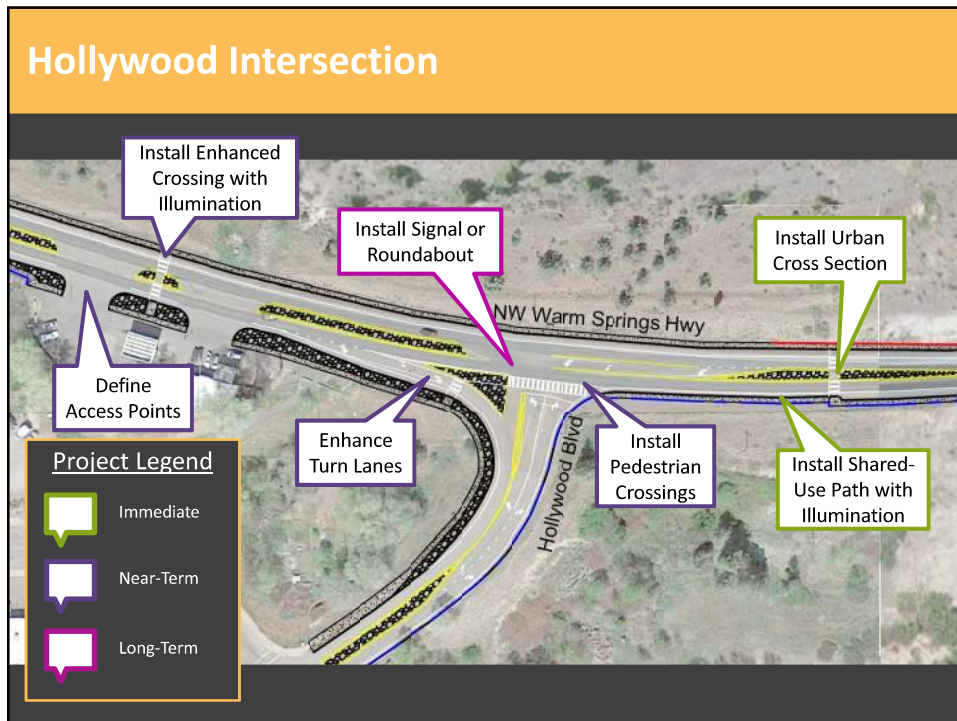 Hollywood Intersection
Install Enhanced
Crossing with
Illumination
Install Signal or
Roundabout
Install Urban
Cross Section
NW Warm Springs Hwy
Define
Access Points
Enhance
Turn Lanes
Install
Pedestrian
Crossings
Hollywood Blvd
Install Shared-
Use Path with
Illumination
Project Legend
Immediate
Near-Term
Long-Term